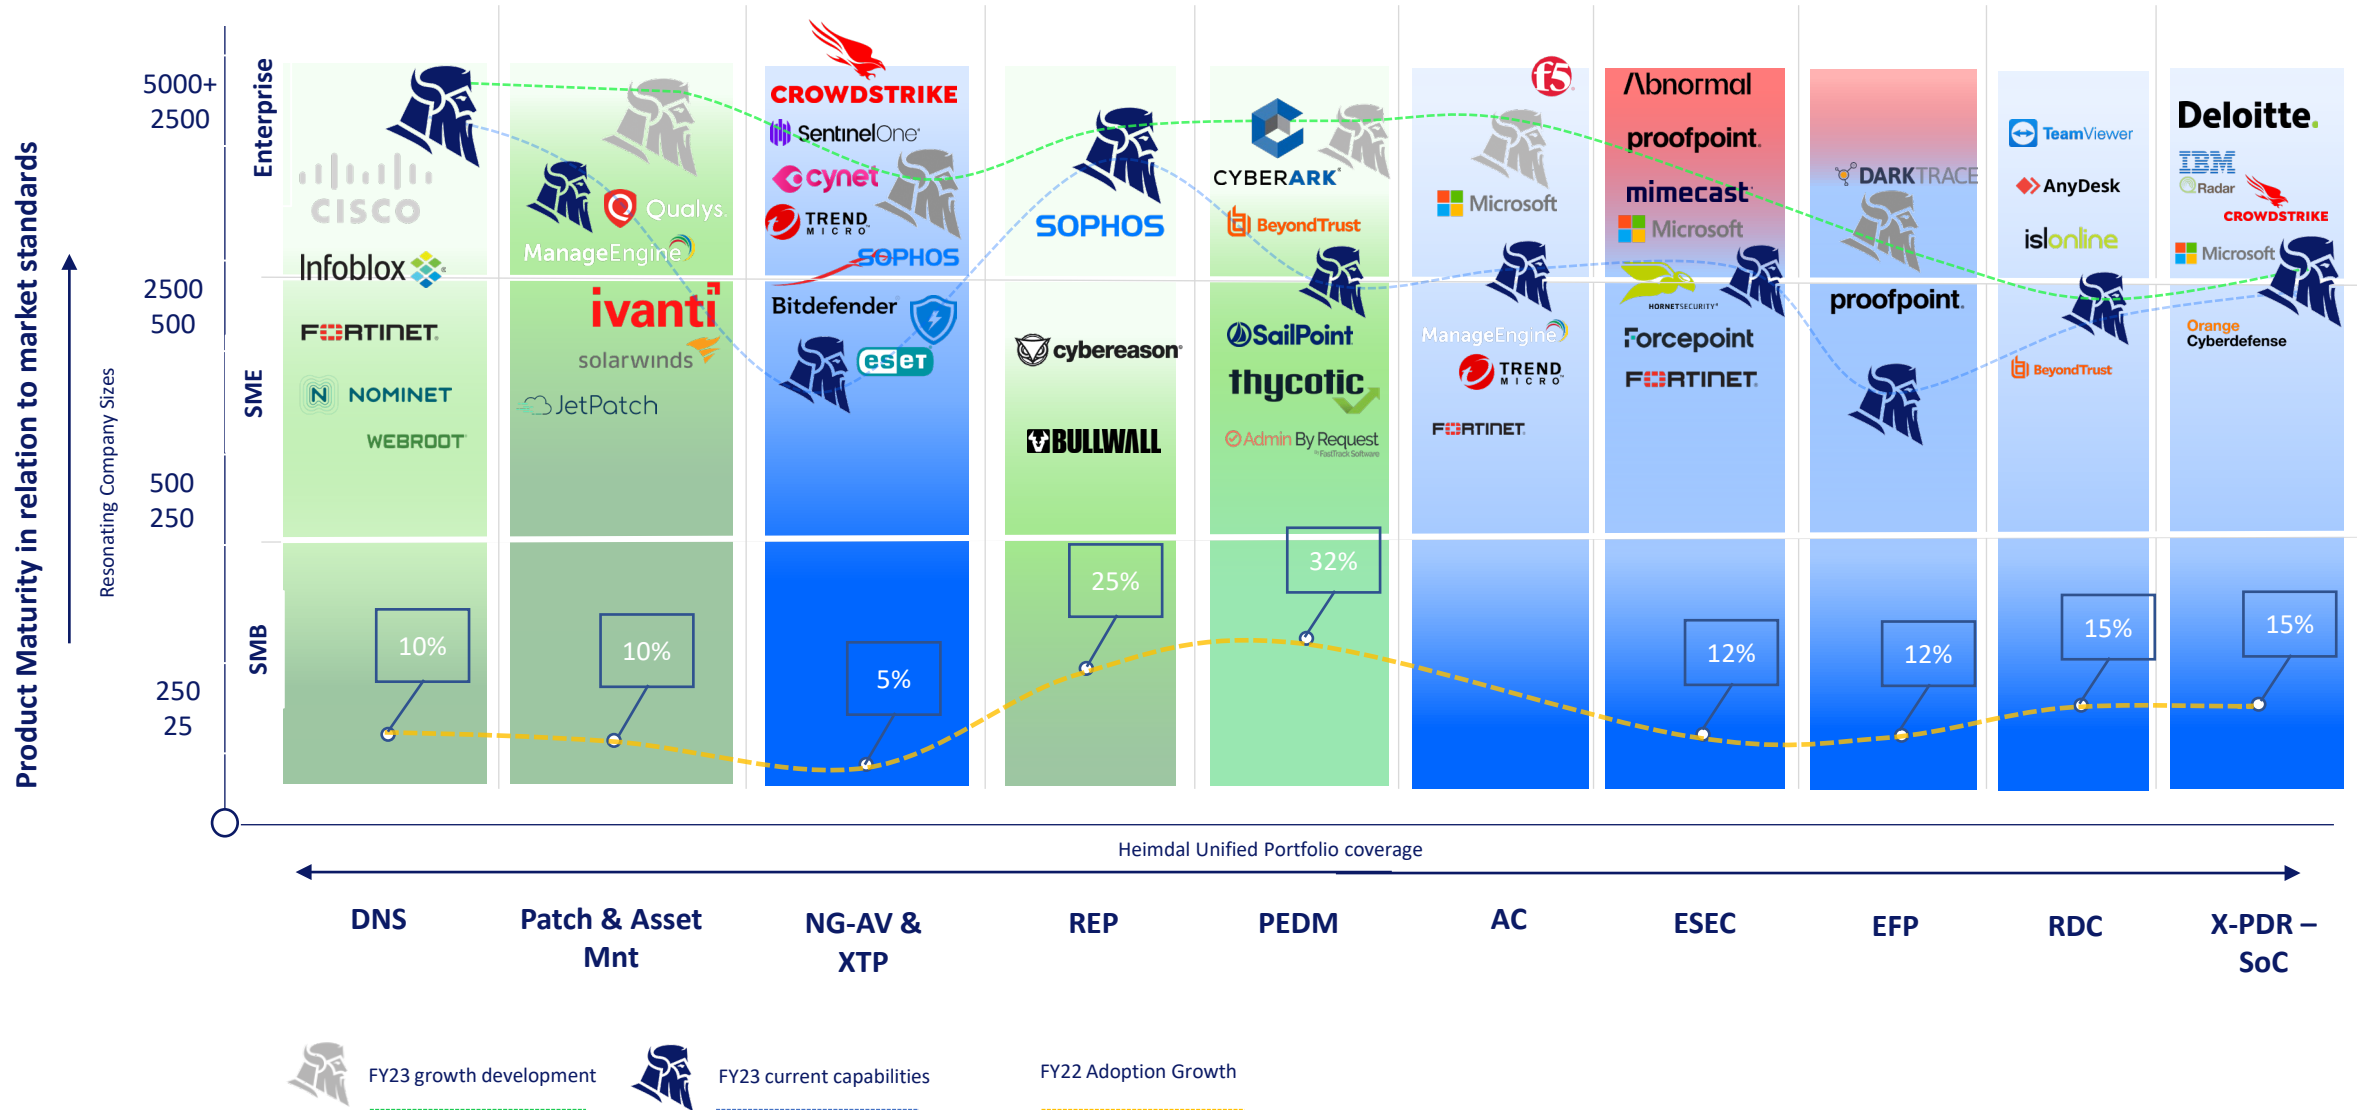 Product Maturity in relation to market standards
Resonating Company Sizes
5000+
2500
2500
500
500
250
250
25
Enterprise
SME
SMB
CISCO
Infoblox
FORTINET
NOMINET
WEBROOT
10%
Qualys.
ManageEngine
ivanti
solarwinds
JetPatch
10%
CROWDSTRIKE
SentinelOne
cynet
TREND
MICRO
SOPHOS
Bitdefender
eseT
5%
SOPHOS
cybereason
BULLWALL
25%
CYBERARK
BeyondTrust
SailPoint
thycotic
Admin By Request
By FastTrack Software
32%
f5
Microsoft
ManageEngine
TREND
MICRO
FORTINET
Abnormal
proofpoint.
mimecast
Microsoft
HORNETSECURITY
Forcepoint
FORTINET
12%
DARKTRACE
proofpoint.
12%
TeamViewer
AnyDesk
islonline
BeyondTrust
15%
Deloitte.
IBM
QRadar
CROWDSTRIKE
Microsoft
Orange
Cyberdefense
15%
Heimdal Unified Portfolio coverage
DNS
Patch & Asset
Mnt
NG-AV &
XTP
REP
PEDM
AC
ESEC
EFP
RDC
X-PDR –
SoC
FY23 growth development
FY23 current capabilities
FY22 Adoption Growth